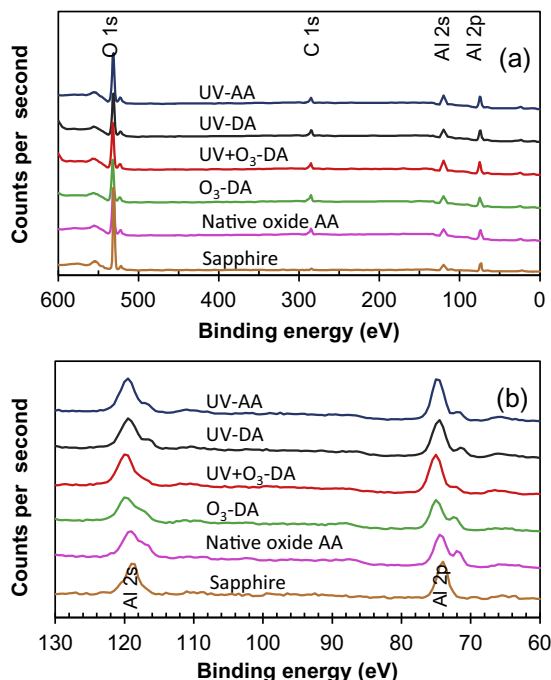 O 1s
C 1s
Al 2s
Al 2p
(a)
UV-AA
UV-DA
UV+O₃-DA
O₃-DA
Native oxide AA
Sapphire
Counts per second
600 500 400 300 200 100 0
Binding energy (eV)
(b)
UV-AA
UV-DA
UV+O₃-DA
O₃-DA
Native oxide AA
Sapphire
Al 2s
Al 2p
Counts per second
130 120 110 100 90 80 70 60
Binding energy (eV)